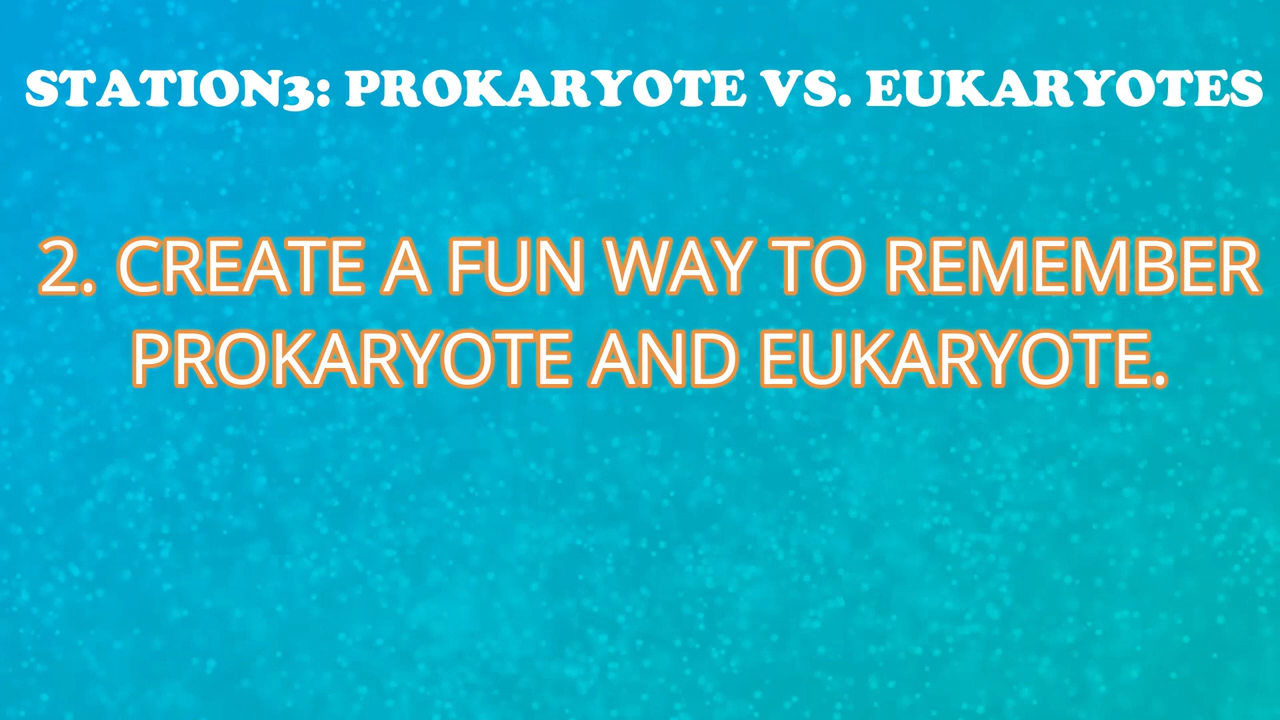 STATION3: PROKARYOTE VS. EUKARYOTES
2. CREATE A FUN WAY TO REMEMBER
PROKARYOTE AND EUKARYOTE.